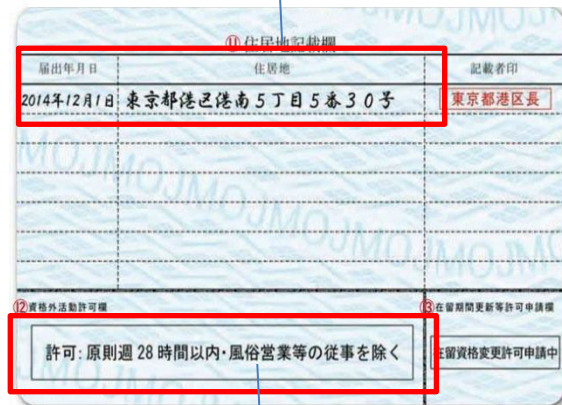 ⑪住居地記載欄
届出年月日 住居地 記載者印
2014年12月1日 東京都港区港南5丁目5番30号 東京都港区長
MOJMOJMOJMOJMO
⑫資格外活動許可欄 ⑬在留期間更新等許可申請欄
許可:原則週28時間以内・風俗営業等の従事を除く 在留資格変更許可申請中